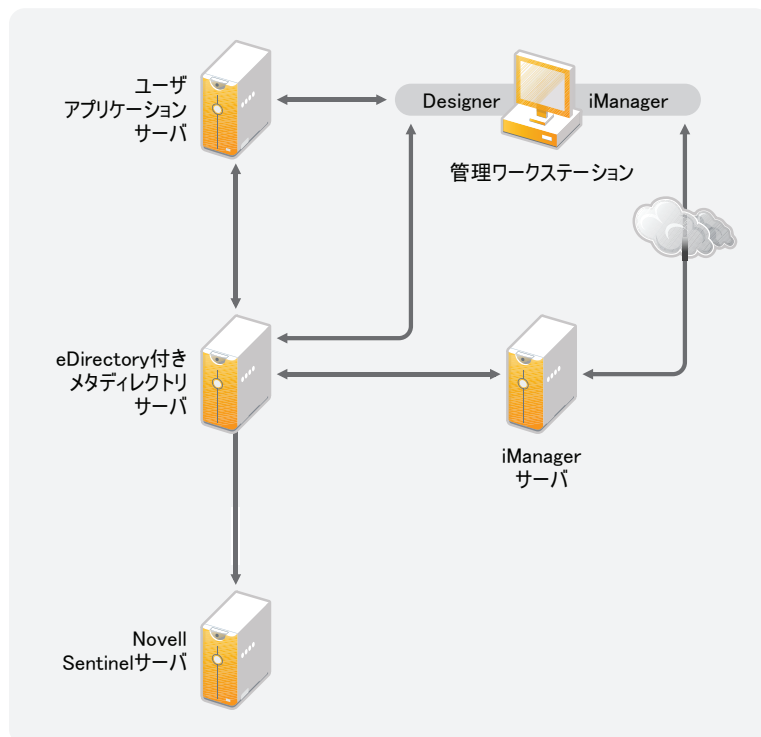 ユーザ
アプリケーション
サーバ
Designer
iManager
管理ワークステーション
eDirectory付き
メタディレクトリ
サーバ
iManager
サーバ
Novell
Sentinelサーバ